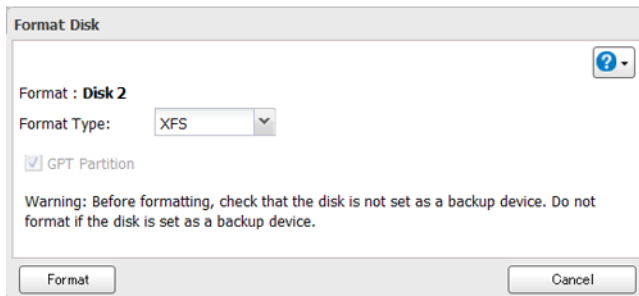 Format Disk
?
Format : Disk 2
Format Type: XFS
GPT Partition
Warning: Before formatting, check that the disk is not set as a backup device. Do not
format if the disk is set as a backup device.
Format Cancel